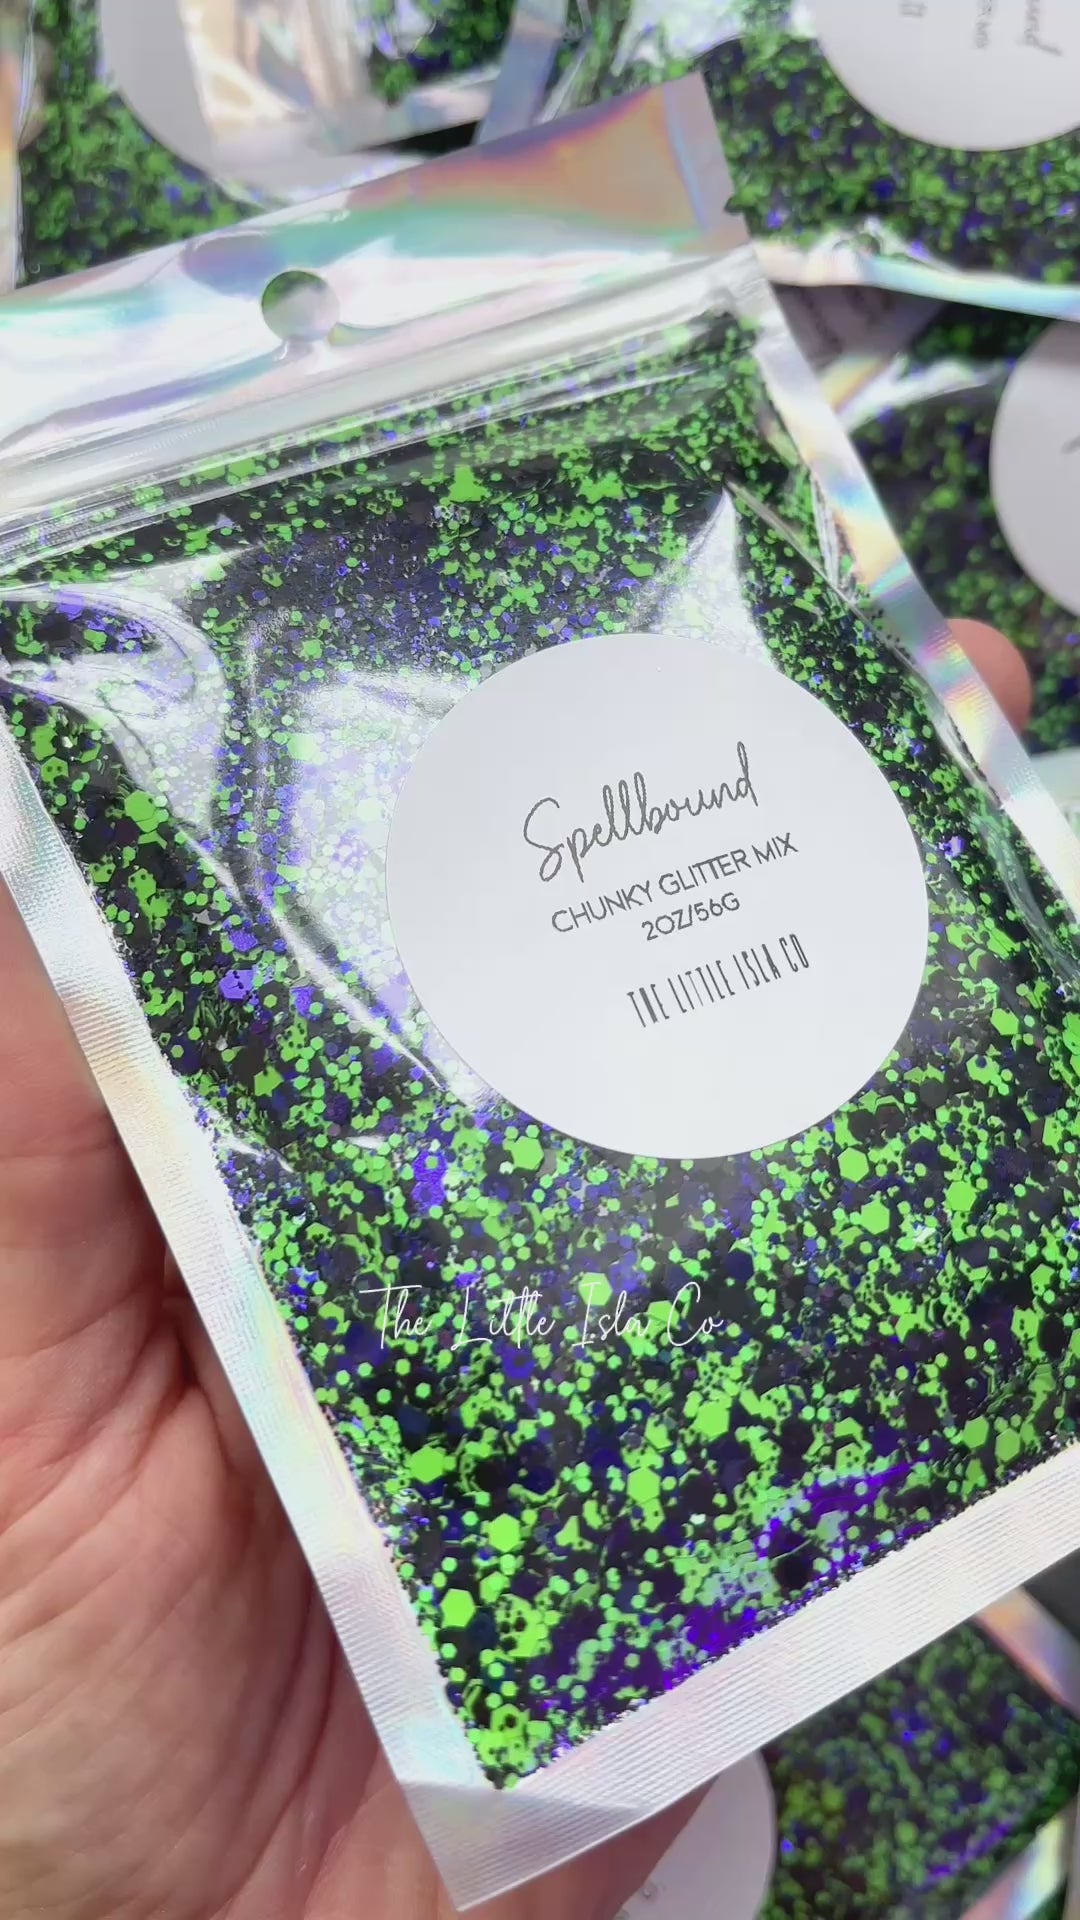 Spellbound
CHUNKY GLITTER MIX
2OZ/56G
THE LITTLE ISLA CO
The Little Isla Co